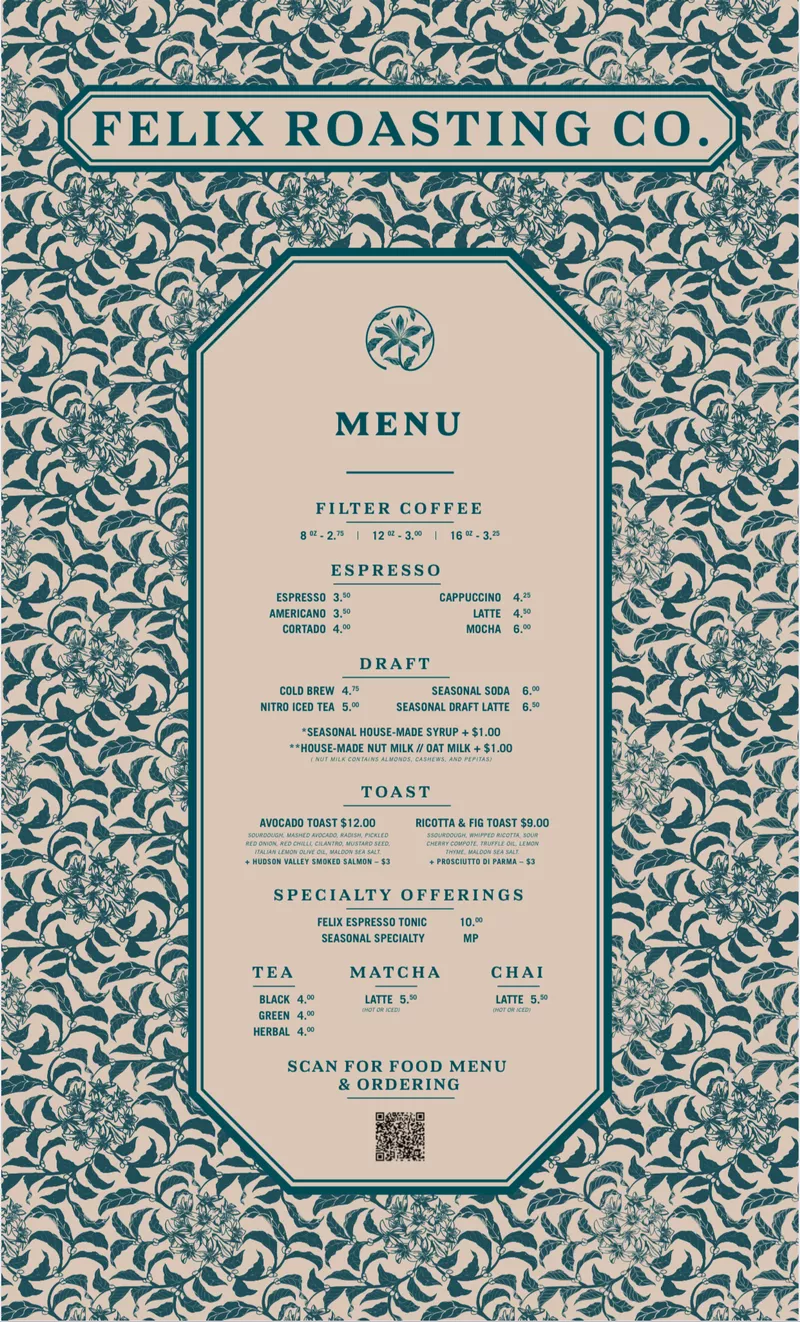 FELIX ROASTING CO.
MENU
FILTER COFFEE
8 OZ - 2.75 | 12 OZ - 3.00 | 16 OZ - 3.25
ESPRESSO
ESPRESSO 3.50 CAPPUCCINO 4.25
AMERICANO 3.50 LATTE 4.50
CORTADO 4.00 MOCHA 6.00
DRAFT
COLD BREW 4.75 SEASONAL SODA 6.00
NITRO ICED TEA 5.00 SEASONAL DRAFT LATTE 6.50
*SEASONAL HOUSE-MADE SYRUP + $1.00
**HOUSE-MADE NUT MILK // OAT MILK + $1.00
( NUT MILK CONTAINS ALMONDS, CASHEWS, AND PEPITAS)
TOAST
AVOCADO TOAST $12.00
SOURDOUGH, MASHED AVOCADO, RADISH, PICKLED
RED ONION, RED CHILLI, CILANTRO, MUSTARD SEED,
ITALIAN LEMON OLIVE OIL, MALDON SEA SALT.
+ HUDSON VALLEY SMOKED SALMON – $3
RICOTTA & FIG TOAST $9.00
SSOURDOUGH, WHIPPED RICOTTA, SOUR
CHERRY COMPOTE, TRUFFLE OIL, LEMON
THYME, MALDON SEA SALT
+ PROSCIUTTO DI PARMA – $3
SPECIALTY OFFERINGS
FELIX ESPRESSO TONIC 10.00
SEASONAL SPECIALTY MP
TEA
BLACK 4.00
GREEN 4.00
HERBAL 4.00
MATCHA
LATTE 5.50
(HOT OR ICED)
CHAI
LATTE 5.50
(HOT OR ICED)
SCAN FOR FOOD MENU
& ORDERING